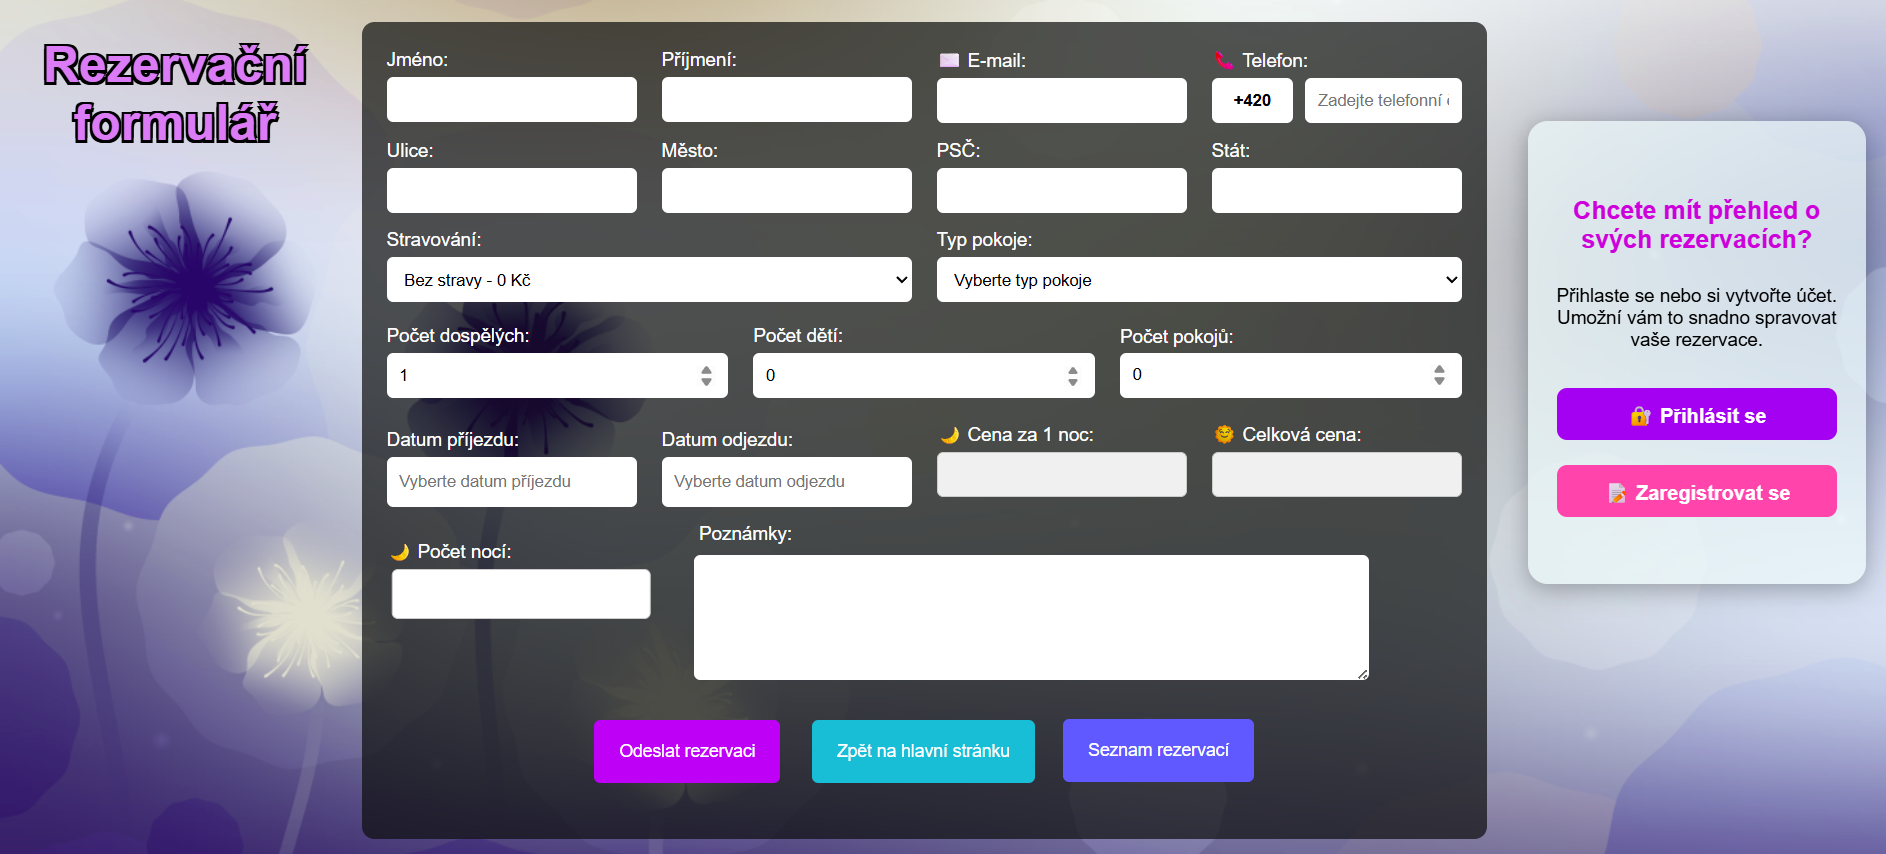 Rezervační
formulář
Jméno:
Příjmení:
E-mail:
Telefon:
+420
Zadejte telefonní
Ulice:
Město:
PSČ:
Stát:
Stravování:
Typ pokoje:
Bez stravy - 0 Kč
Vyberte typ pokoje
Počet dospělých:
Počet dětí:
Počet pokojů:
1
0
0
Datum příjezdu:
Datum odjezdu:
🌙 Cena za 1 noc:
🌞 Celková cena:
Vyberte datum příjezdu
Vyberte datum odjezdu
🌙 Počet nocí:
Poznámky:
Odeslat rezervaci
Zpět na hlavní stránku
Seznam rezervací
Chcete mít přehled o
svých rezervacích?
Přihlaste se nebo si vytvořte účet.
Umožní vám to snadno spravovat
vaše rezervace.
🔐 Přihlásit se
📝 Zaregistrovat se